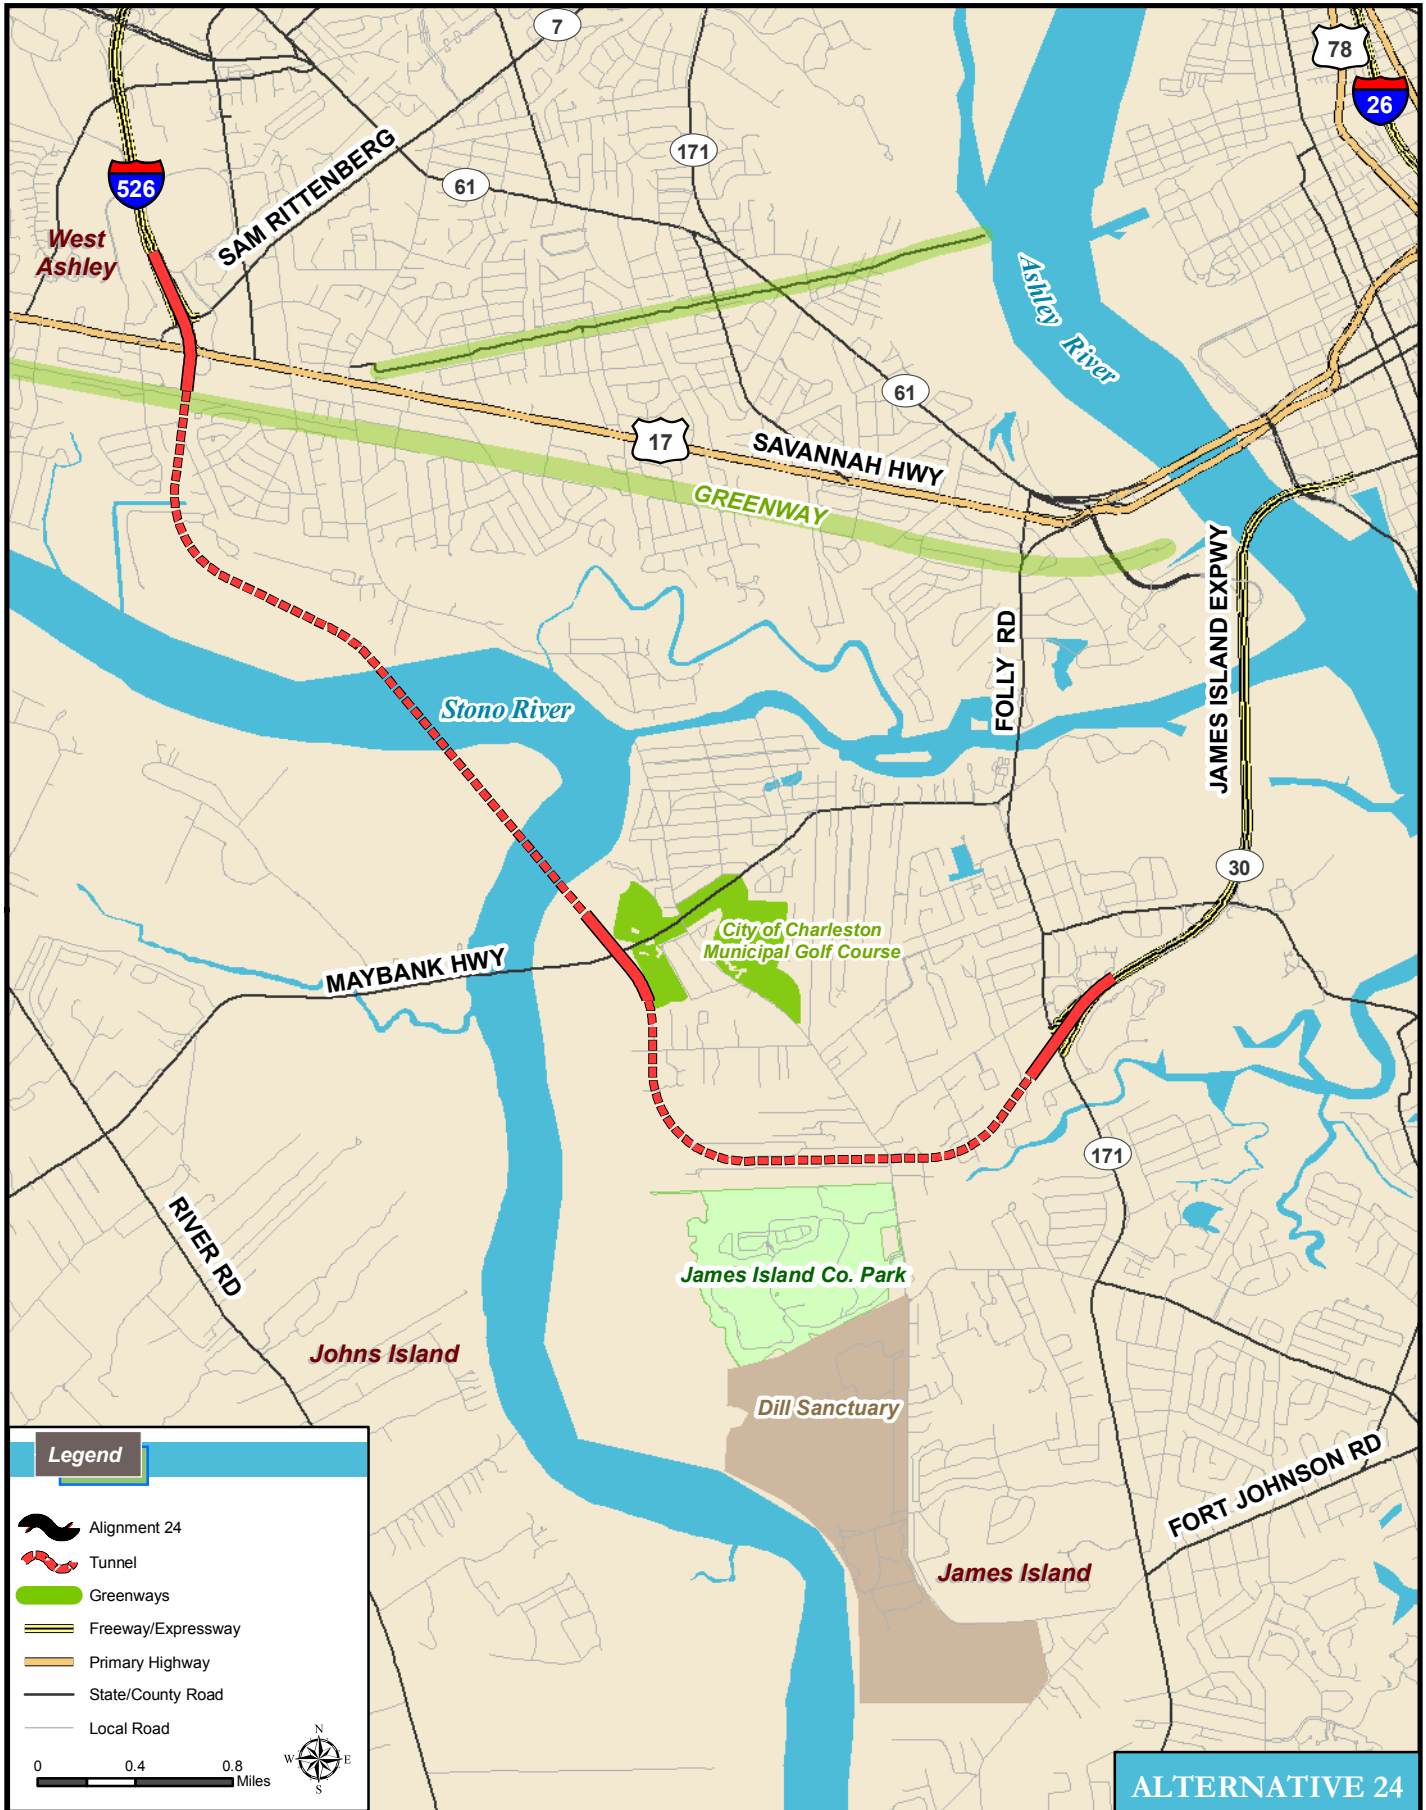 7
78
26
171
526
61
SAM RITTENBERG
West
Ashley
Ashley
River
61
17
SAVANNAH HWY
GREENWAY
JAMES ISLAND EXPWY
FOLLY RD
Stono River
30
City of Charleston
Municipal Golf Course
MAYBANK HWY
171
RIVER RD
James Island Co. Park
Johns Island
Dill Sanctuary
FORT JOHNSON RD
James Island
Legend
Alignment 24
Tunnel
Greenways
Freeway/Expressway
Primary Highway
State/County Road
Local Road
N
W E
S
0 0.4 0.8
Miles
ALTERNATIVE 24